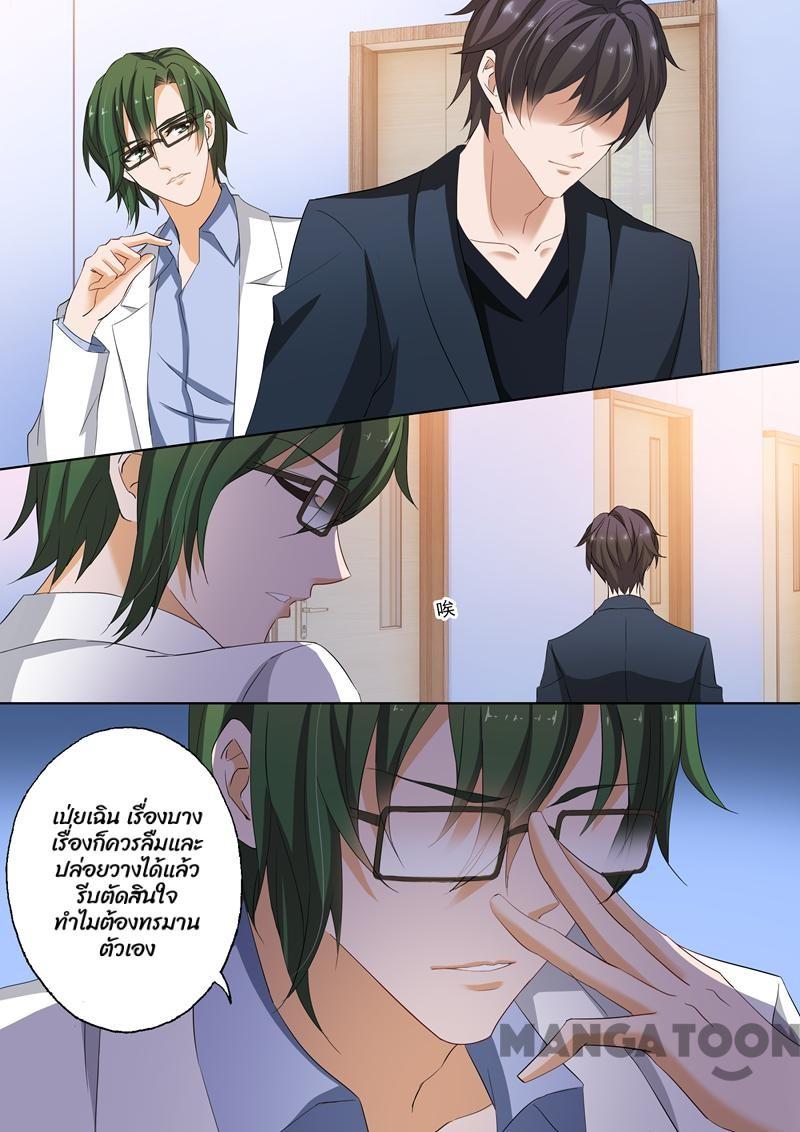 唉
เป่ยเฉิน เรื่องบาง
เรื่องก็ควรลืมและ
ปล่อยวางได้แล้ว
รีบตัดสินใจ
ทำไมต้องทรมาน
ตัวเอง
MANGATOON